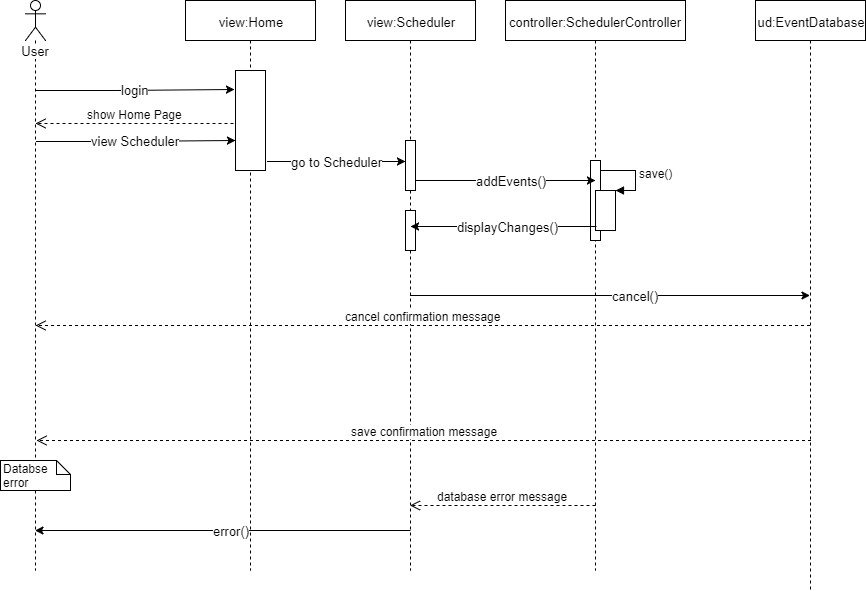 view:Home
view:Scheduler
controller:SchedulerController
ud:EventDatabase
User
login
show Home Page
view Scheduler
go to Scheduler
save()
addEvents()
displayChanges()
cancel()
cancel confirmation message
save confirmation message
Databse
error
database error message
error()